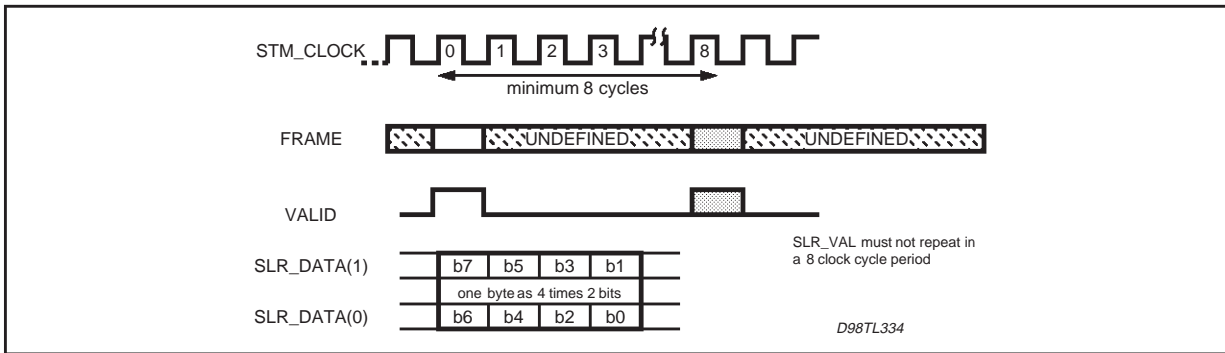 STM_CLOCK 0 1 2 3 8
minimum 8 cycles
FRAME UNDEFINED UNDEFINED
VALID
SLR_VAL must not repeat in
a 8 clock cycle period
SLR_DATA(1) b7 b5 b3 b1
one byte as 4 times 2 bits
SLR_DATA(0) b6 b4 b2 b0
D98TL334